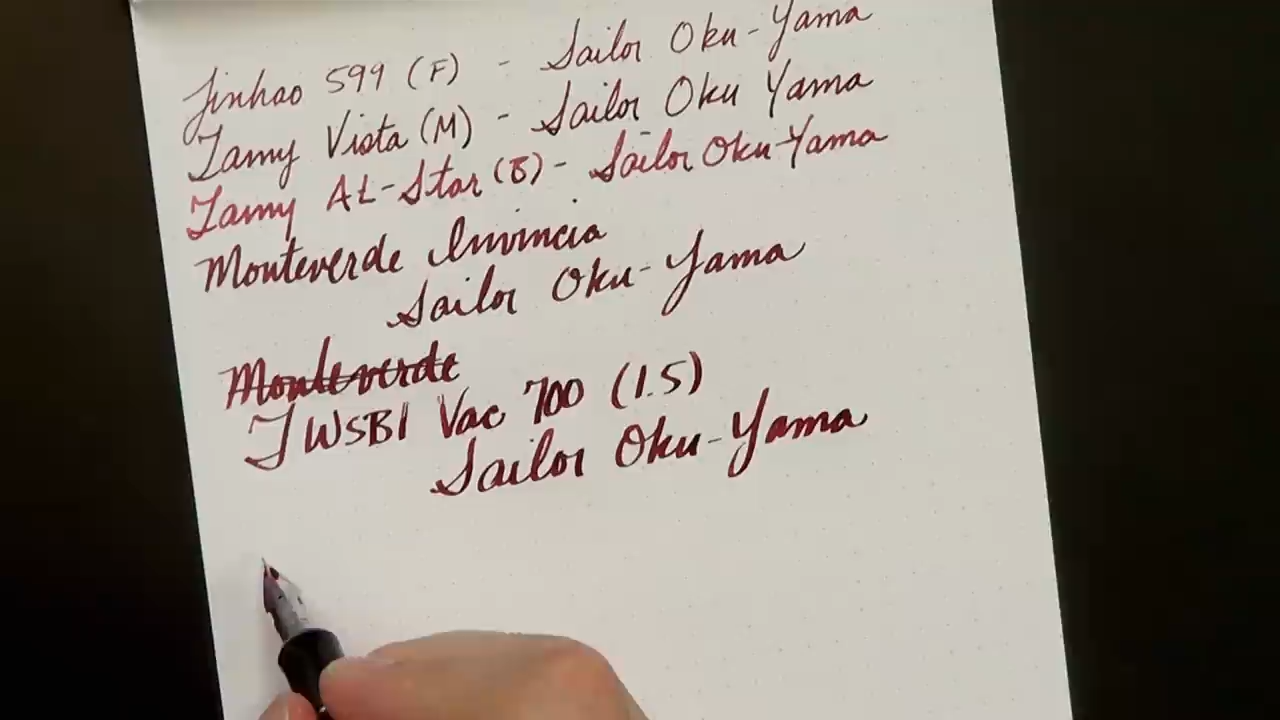 Jinhao 599 (F) - Sailor Oku-Yama
Lamy Vista (M) - Sailor Oku Yama
Lamy AL-Star (B) - Sailor Oku-Yama
Monteverde Invincia
Sailor Oku-Yama
Monteverde
TWSBI Vac 700 (1.5)
Sailor Oku-Yama